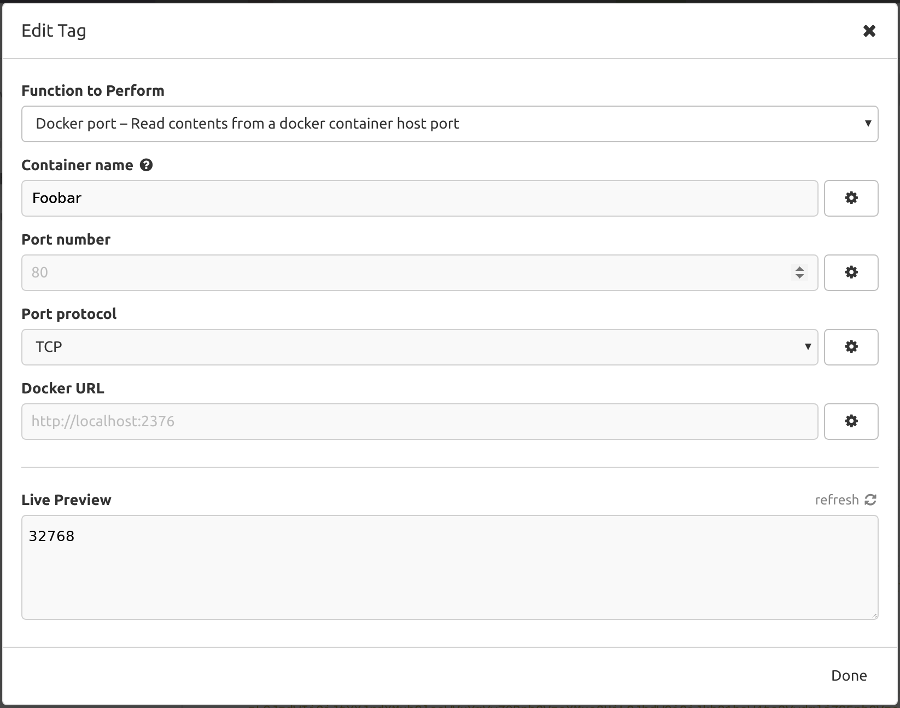 Edit Tag
Function to Perform
Docker port – Read contents from a docker container host port
Container name
Foobar
Port number
80
Port protocol
TCP
Docker URL
http://localhost:2376
Live Preview
refresh
32768
Done